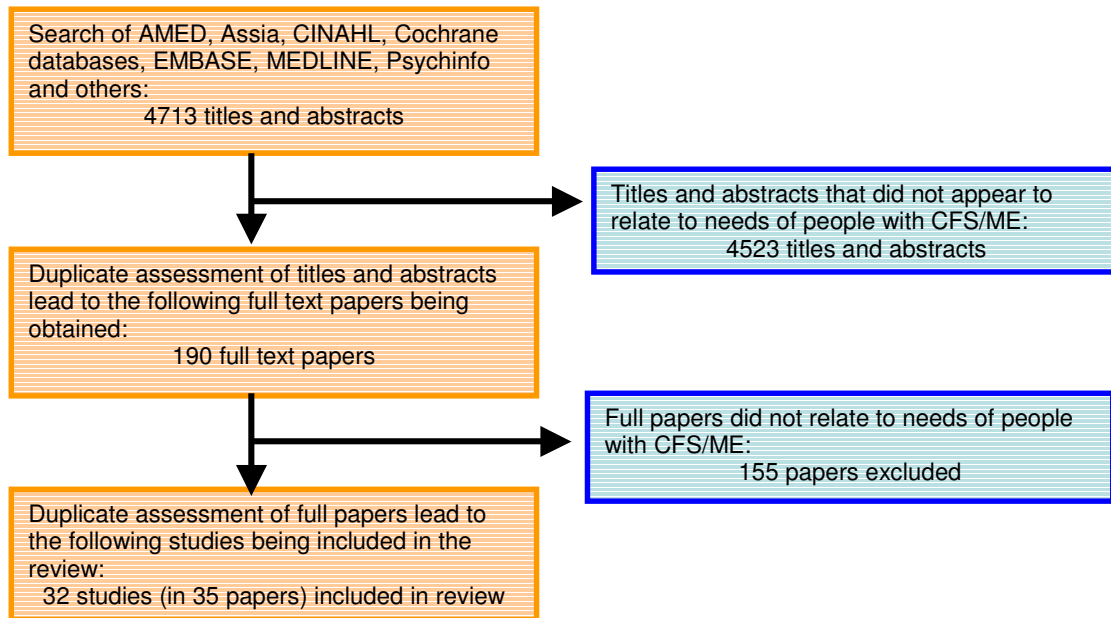 Search of AMED, Assia, CINAHL, Cochrane
databases, EMBASE, MEDLINE, Psychinfo
and others:
4713 titles and abstracts
Titles and abstracts that did not appear to
relate to needs of people with CFS/ME:
4523 titles and abstracts
Duplicate assessment of titles and abstracts
lead to the following full text papers being
obtained:
190 full text papers
Full papers did not relate to needs of people
with CFS/ME:
155 papers excluded
Duplicate assessment of full papers lead to
the following studies being included in the
review:
32 studies (in 35 papers) included in review